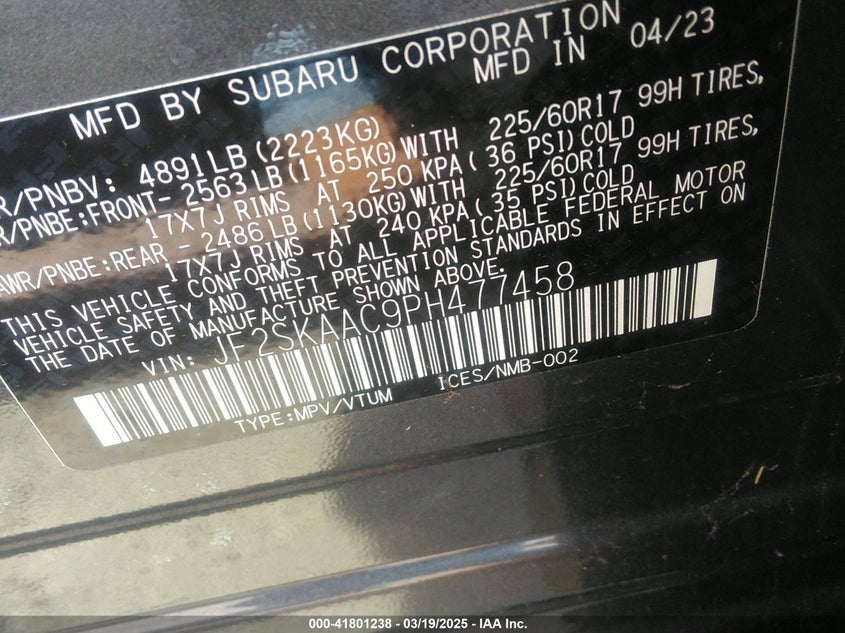 MFD BY SUBARU CORPORATION
MFD IN 04/23
R/PNBV: 4891LB (2223KG)
R/PNBE:FRONT- 2563LB (1165KG)WITH 225/60R17 99H TIRES,
17X7J RIMS AT 250 KPA( 36 PSI)COLD
AWR/PNBE:REAR - 2486LB (1130KG)WITH 225/60R17 99H TIRES,
17X7J RIMS AT 240 KPA( 35 PSI)COLD
THIS VEHICLE CONFORMS TO ALL APPLICABLE FEDERAL MOTOR
VEHICLE SAFETY AND THEFT PREVENTION STANDARDS IN EFFECT ON
THE DATE OF MANUFACTURE SHOWN ABOVE.
VIN: JF2SKAAC9PH477458
TYPE:MPV/VTUM ICES/NMB-002
000-41801238 - 03/19/2025 - IAA Inc.